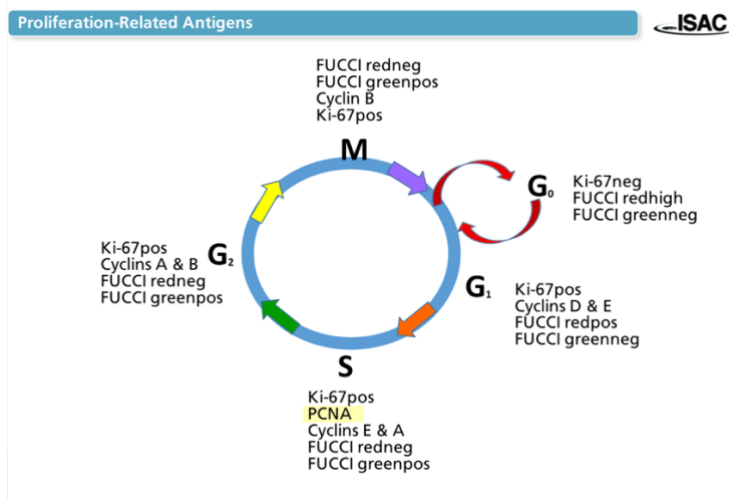 Proliferation-Related Antigens
ISAC
FUCCI redneg
FUCCI greenpos
Cyclin B
Ki-67pos
M
G₀
Ki-67neg
FUCCI redhigh
FUCCI greenneg
Ki-67pos
Cyclins A & B
FUCCI redneg
FUCCI greenpos
G₂
G₁
Ki-67pos
Cyclins D & E
FUCCI redpos
FUCCI greenneg
S
Ki-67pos
PCNA
Cyclins E & A
FUCCI redneg
FUCCI greenpos